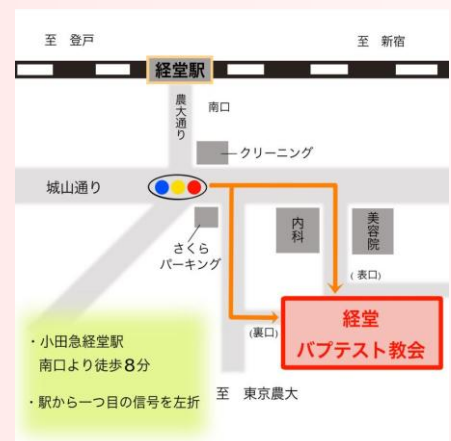 至　登戸
至　新宿
経堂駅
農大通り
南口
クリーニング
城山通り
さくら
パーキング
内科
美容院
（表口)
経堂
バプテスト教会
(裏口)
・小田急経堂駅
南口より徒歩８分
・駅から一つ目の信号を左折
至　東京農大